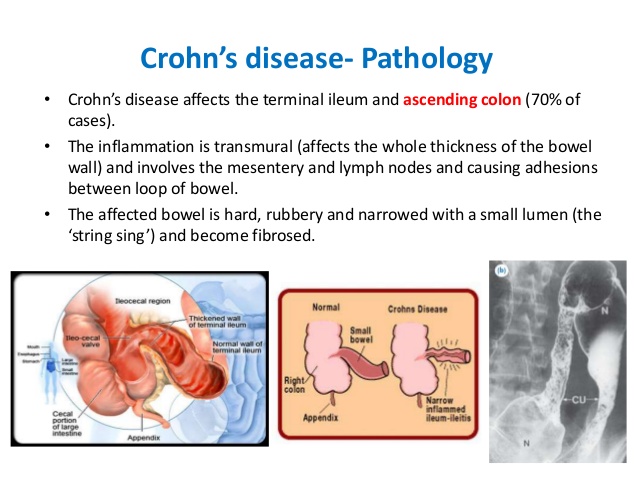 Crohn's disease- Pathology
• Crohn's disease affects the terminal ileum and ascending colon (70% of
cases).
• The inflammation is transmural (affects the whole thickness of the bowel
wall) and involves the mesentery and lymph nodes and causing adhesions
between loop of bowel.
• The affected bowel is hard, rubbery and narrowed with a small lumen (the
'string sing') and become fibrosed.
Ileocecal region
Thickened wall
of terminal ileum
Ileo-cecal
valve
Normal wall of
terminal ileum
Mouth
Esophagus
Stomach
Large
intestine
Small
intestine
Cecal
portion
of large
intestine
Appendix
Normal
Crohns Disease
Small
bowel
Right
colon
Appendix
Narrow
inflammed
ileum-ileitis
(b)
N
CU
N